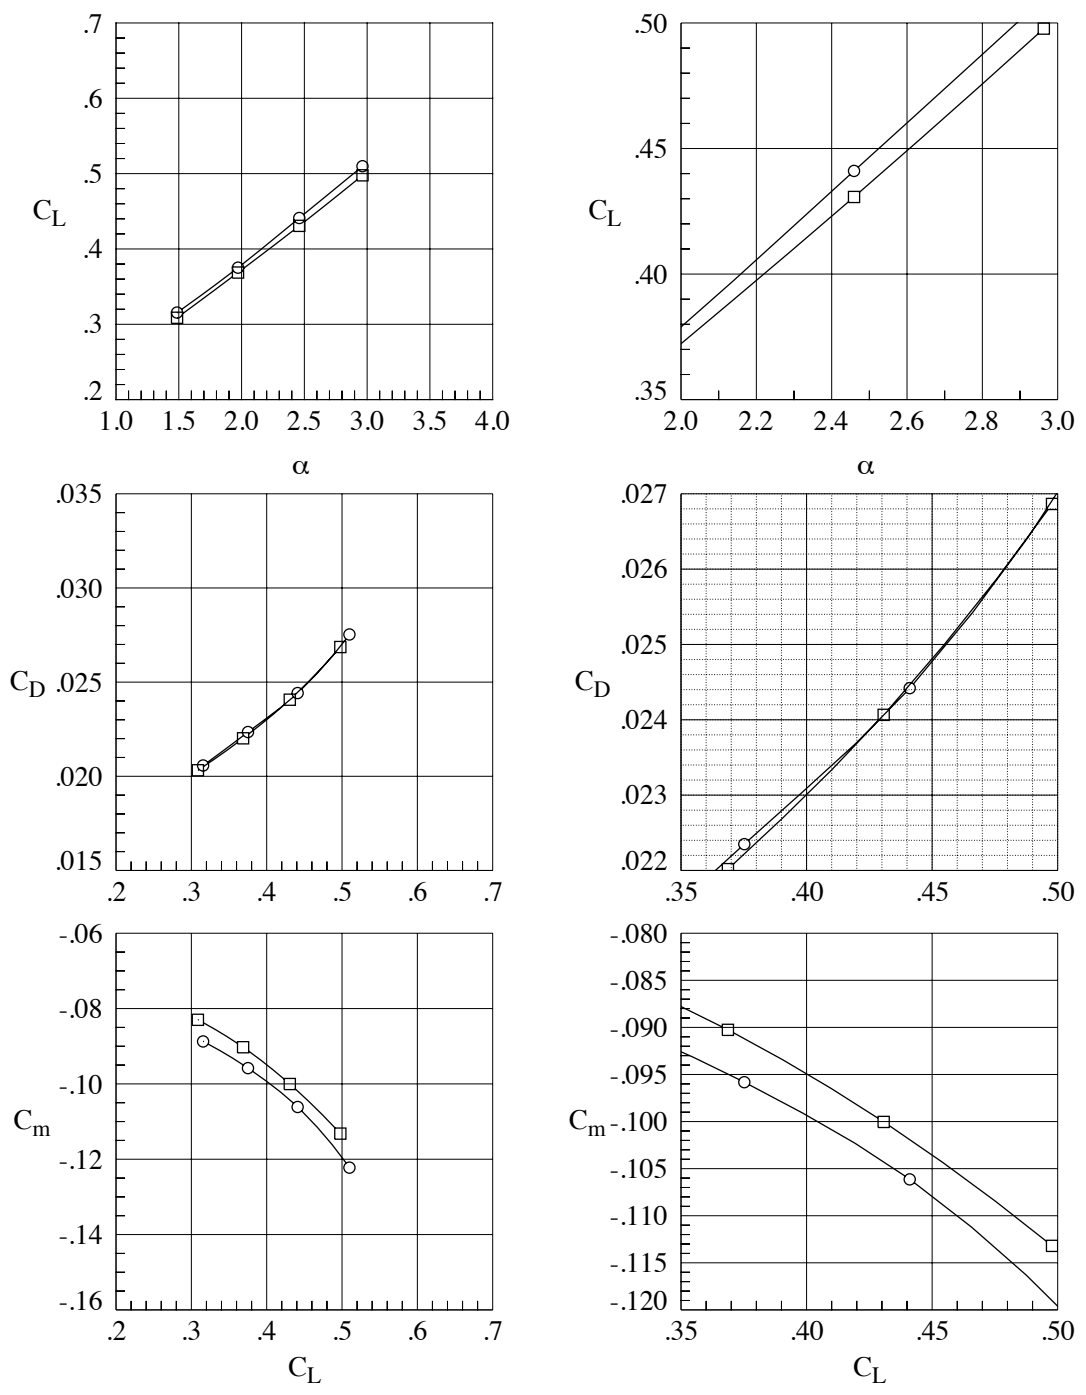 .7
.6
.5
C_L
.4
.3
.2
1.0 1.5 2.0 2.5 3.0 3.5 4.0
α
.50
.45
C_L
.40
.35
2.0 2.2 2.4 2.6 2.8 3.0
α
.035
.030
C_D .025
.020
.015
.2 .3 .4 .5 .6 .7
.027
.026
.025
C_D
.024
.023
.022
.35 .40 .45 .50
-.06
-.08
-.10
C_m
-.12
-.14
-.16
.2 .3 .4 .5 .6 .7
C_L
-.080
-.085
-.090
-.095
C_m -.100
-.105
-.110
-.115
-.120
.35 .40 .45 .50
C_L